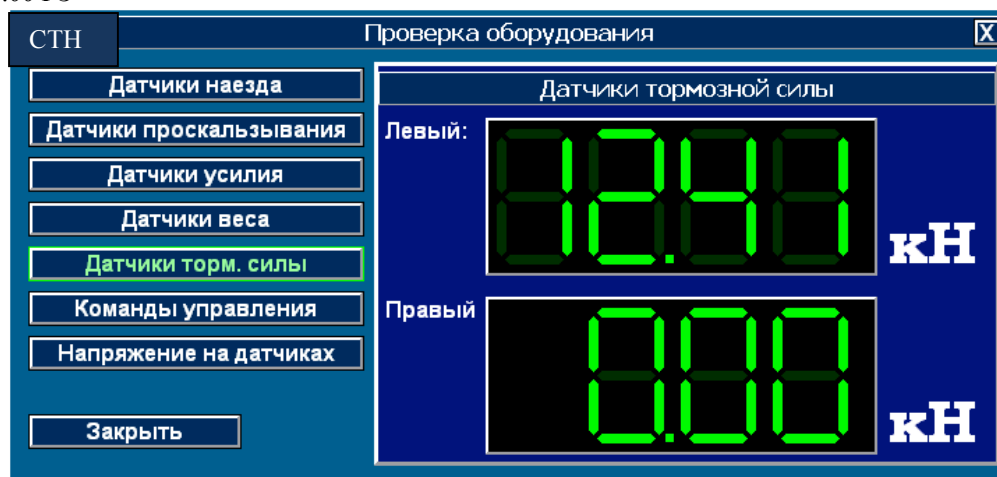 СТН
Проверка оборудования
X
Датчики наезда
Датчики проскальзывания
Датчики усилия
Датчики веса
Датчики торм. силы
Команды управления
Напряжение на датчиках
Закрыть
Датчики тормозной силы
Левый:
12.41
кН
Правый
0.00
кН